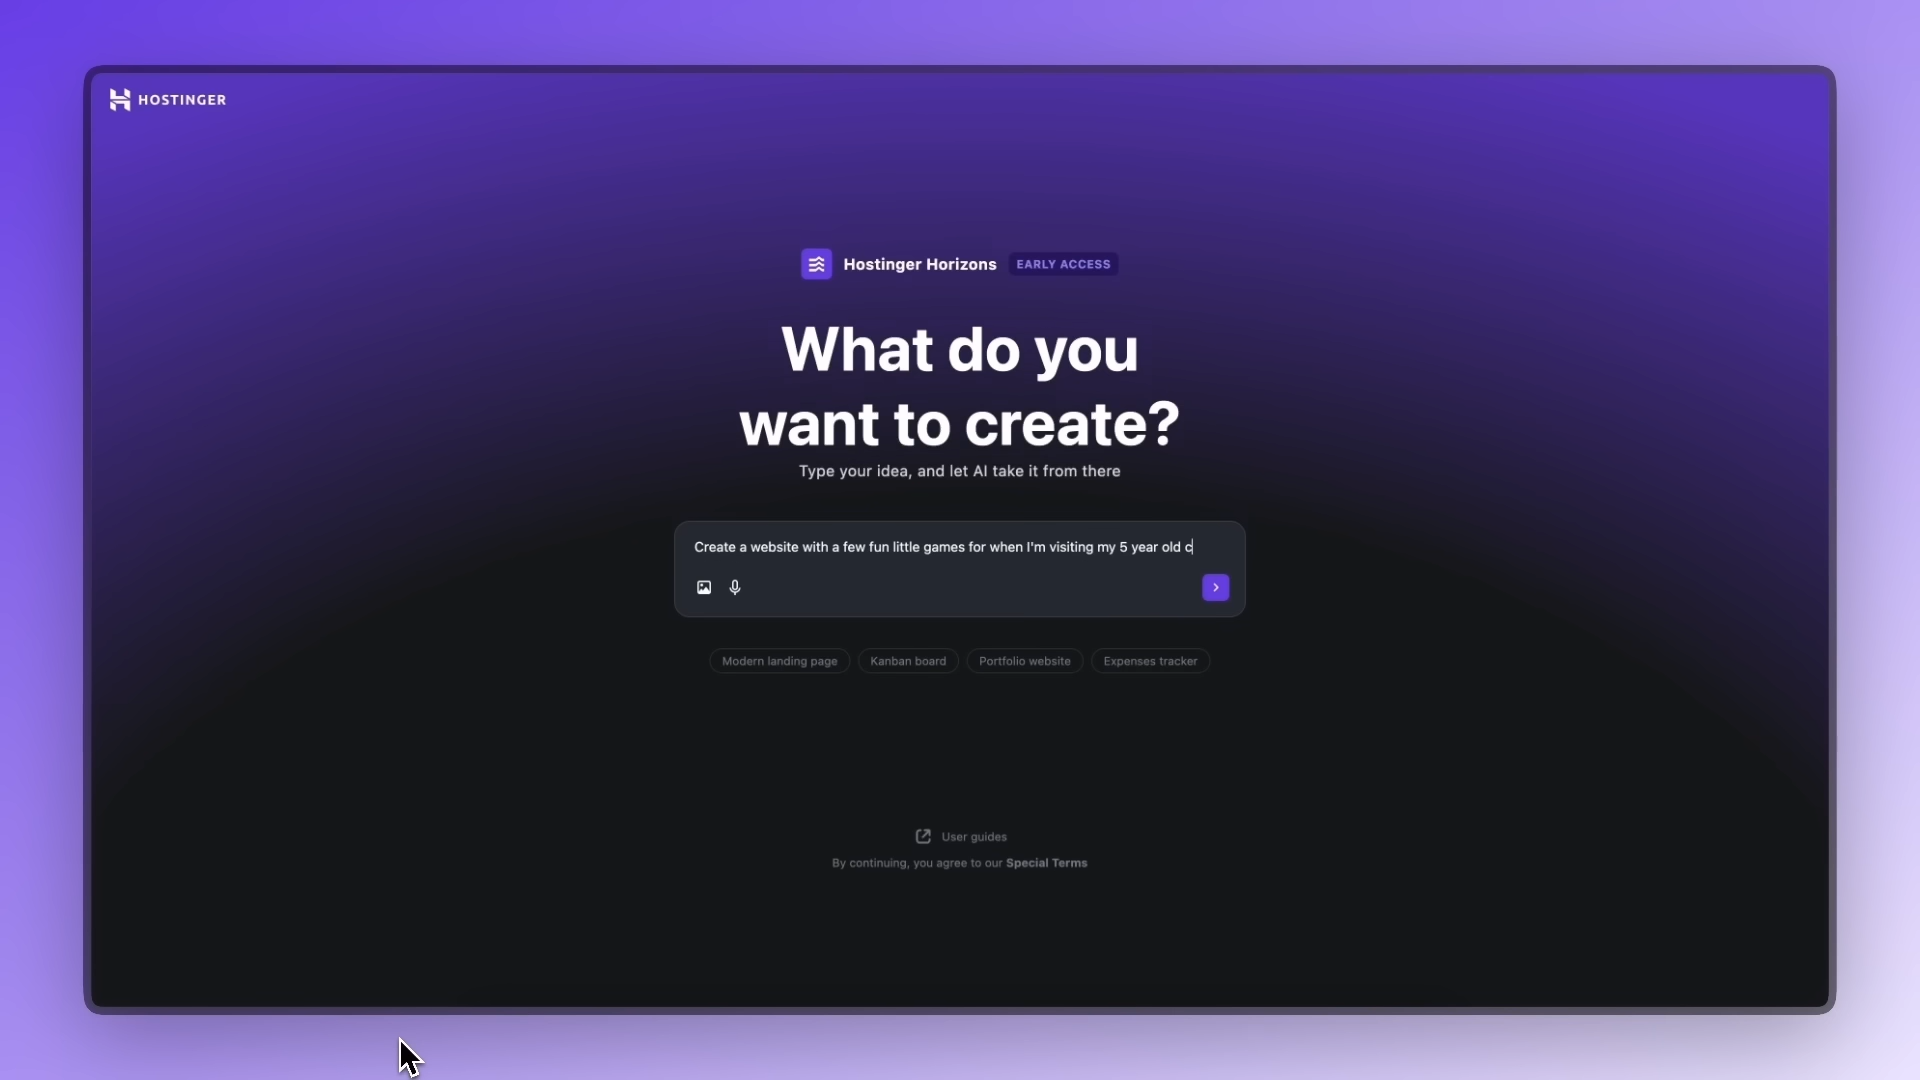 HOSTINGER
Hostinger Horizons EARLY ACCESS
What do you
want to create?
Type your idea, and let AI take it from there
Create a website with a few fun little games for when I'm visiting my 5 year old c
Modern landing page Kanban board Portfolio website Expenses tracker
User guides
By continuing, you agree to our Special Terms